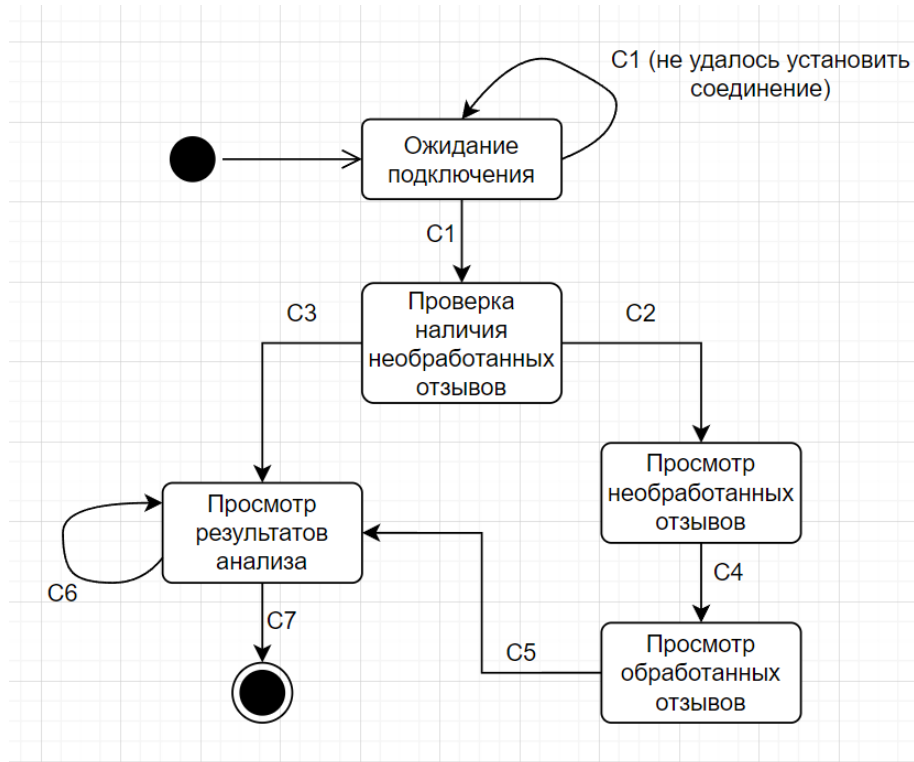 С1 (не удалось установить
соединение)
Ожидание
подключения
С1
Проверка
наличия
необработанных
отзывов
С3
С2
Просмотр
необработанных
отзывов
Просмотр
результатов
анализа
С6
С4
С7
С5
Просмотр
обработанных
отзывов